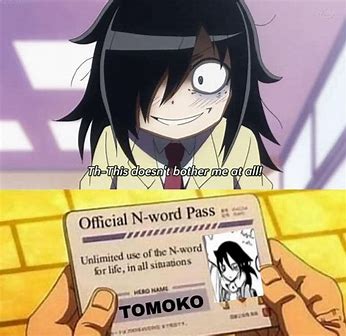 Th-This doesn't bother me at all!
Official N-word Pass
Unlimited use of the N-word
for life, in all situations
HERO NAME
TOMOKO